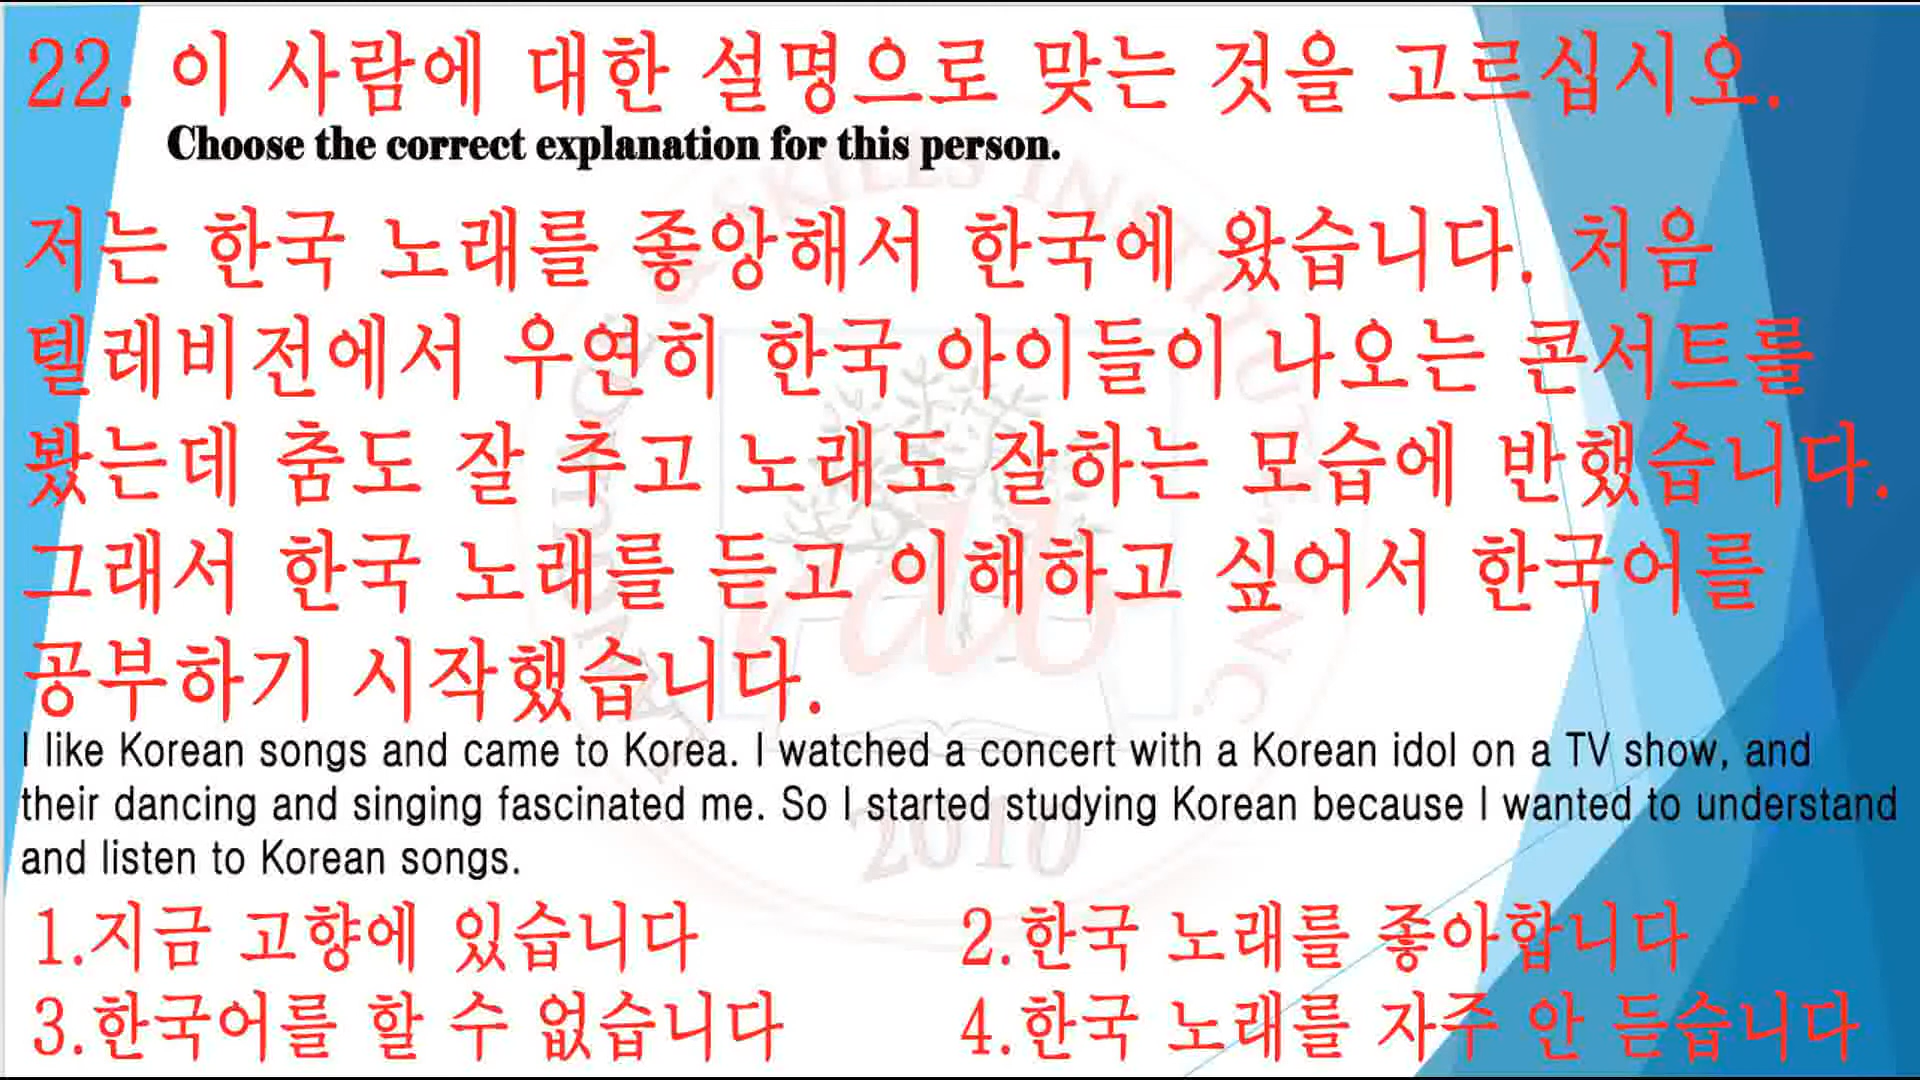 22. 이 사람에 대한 설명으로 맞는 것을 고르십시오.
Choose the correct explanation for this person.
저는 한국 노래를 좋앙해서 한국에 왔습니다. 처음
텔레비전에서 우연히 한국 아이들이 나오는 콘서트를
봤는데 춤도 잘 추고 노래도 잘하는 모습에 반했습니다.
그래서 한국 노래를 듣고 이해하고 싶어서 한국어를
공부하기 시작했습니다.
I like Korean songs and came to Korea. I watched a concert with a Korean idol on a TV show, and
their dancing and singing fascinated me. So I started studying Korean because I wanted to understand
and listen to Korean songs.
1.지금 고향에 있습니다
2.한국 노래를 좋아합니다
3.한국어를 할 수 없습니다
4.한국 노래를 자주 안 듣습니다
SKILLS INSTITUTE INC.
2010